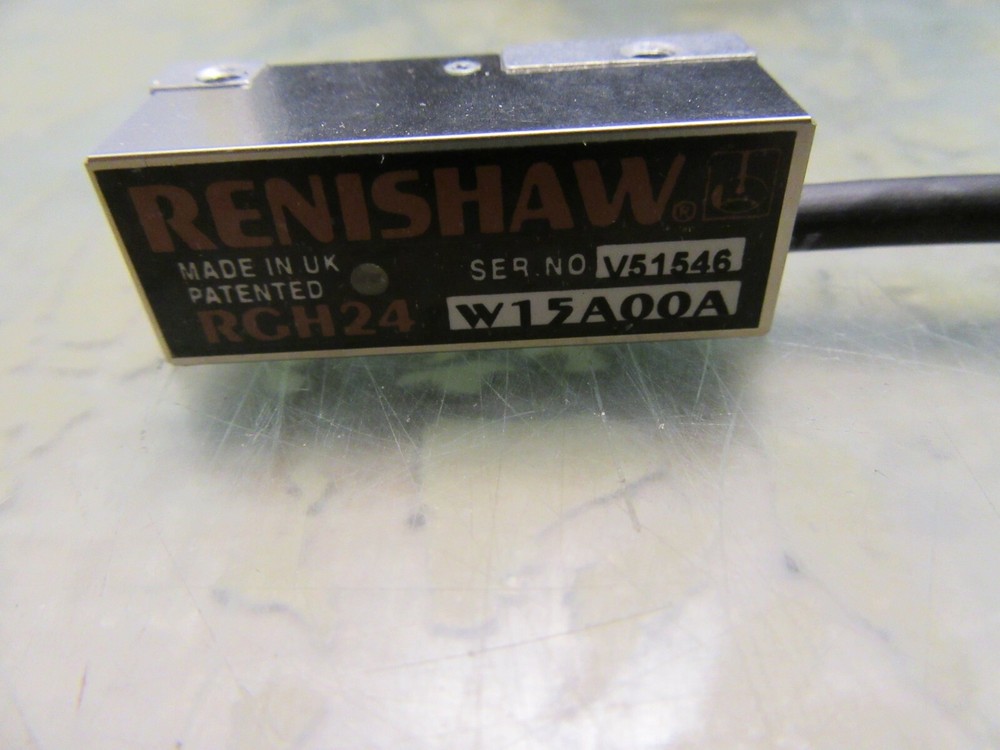 RENISHAW®
MADE IN UK
SER.NO V51546
PATENTED
RGH24 W15A00A